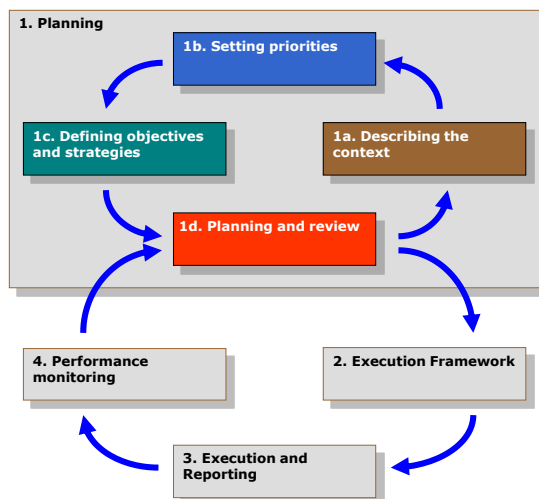 1. Planning
1b. Setting priorities
1c. Defining objectives
and strategies
1a. Describing the
context
1d. Planning and review
4. Performance
monitoring
2. Execution Framework
3. Execution and
Reporting